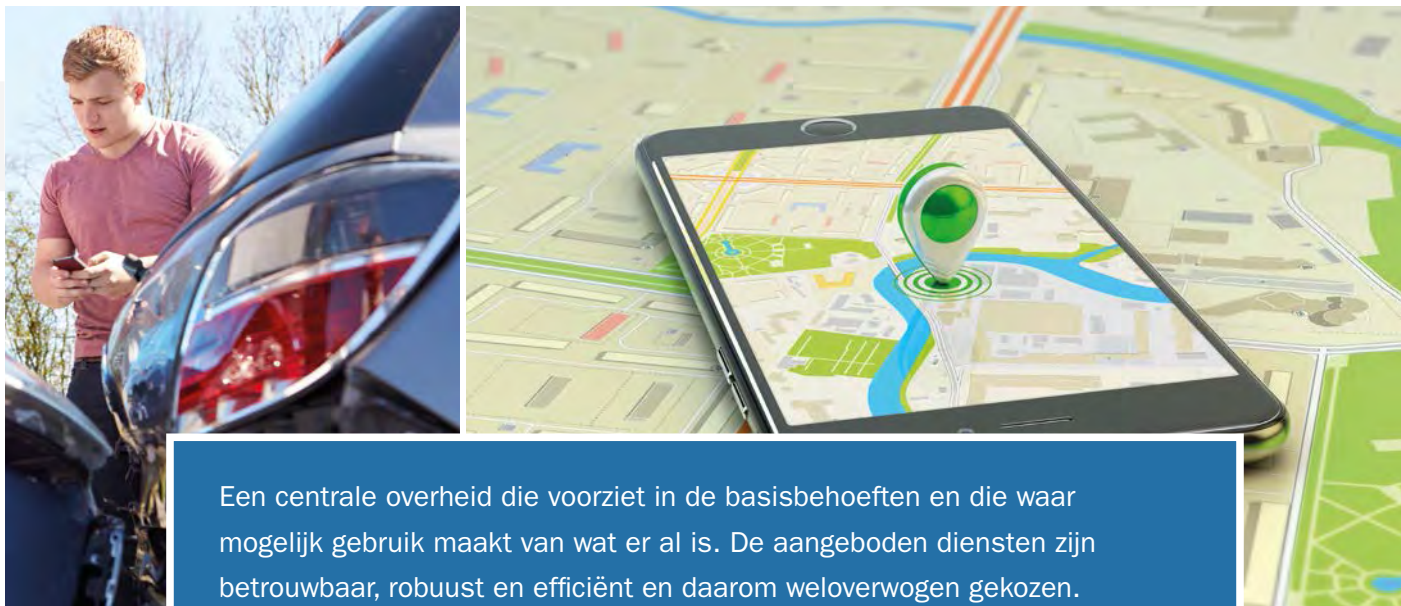 Een centrale overheid die voorziet in de basisbehoeften en die waar
mogelijk gebruik maakt van wat er al is. De aangeboden diensten zijn
betrouwbaar, robuust en efficiënt en daarom weloverwogen gekozen.